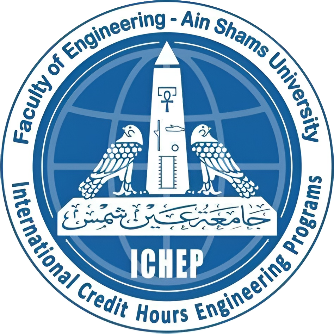 Faculty of Engineering - Ain Shams University
جامعة عين شمس
ICHEP
International Credit Hours Engineering Programs